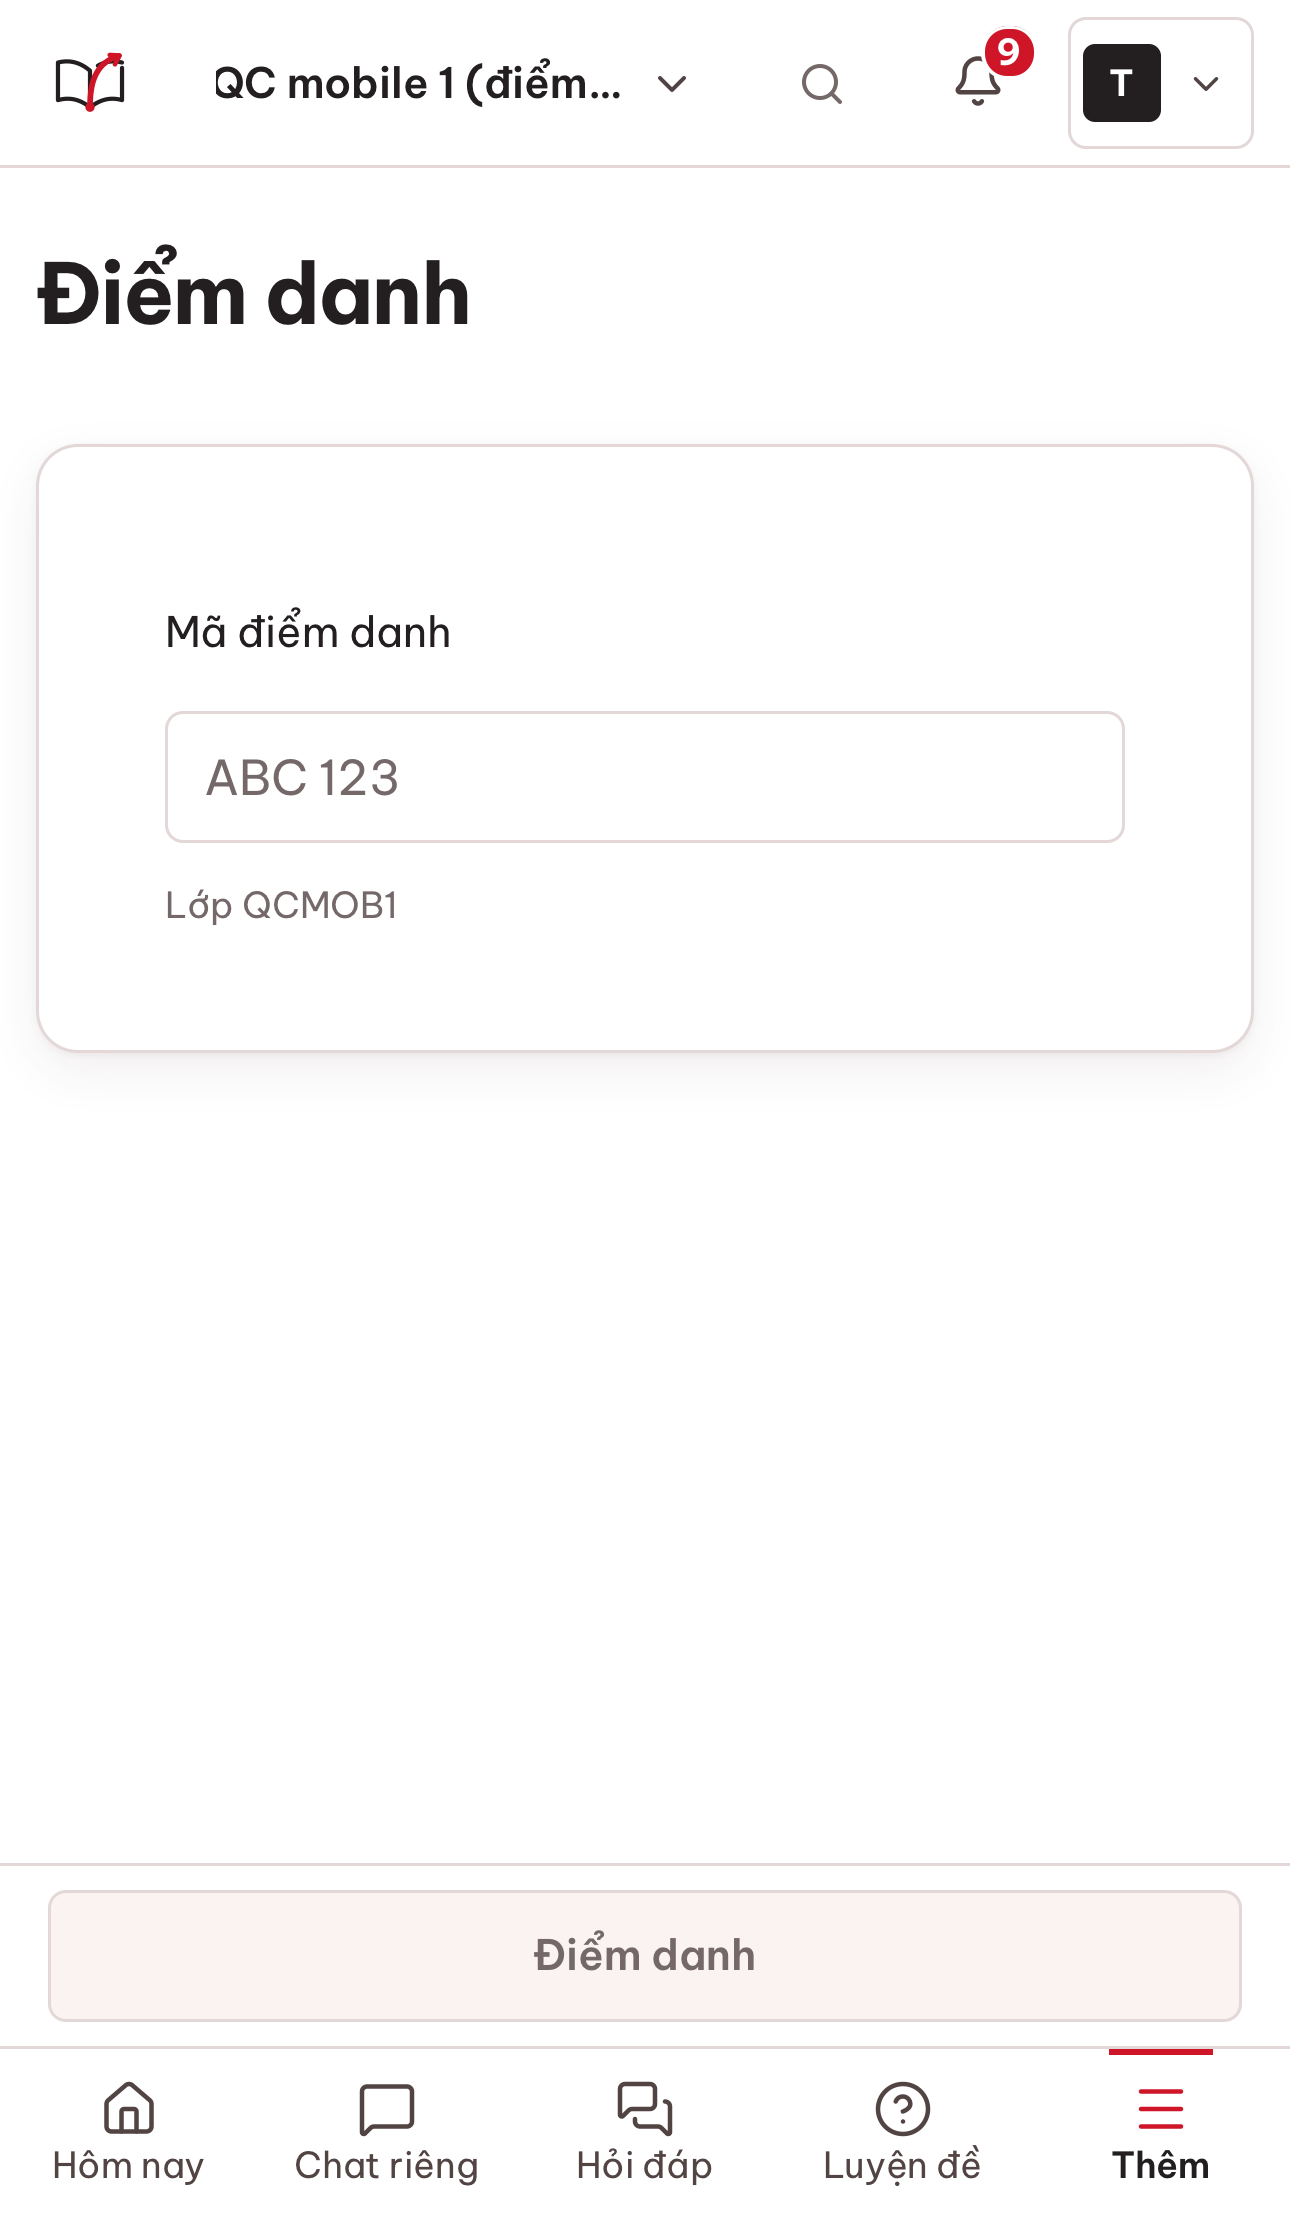 QC mobile 1 (điểm...
9
T
Điểm danh
Mã điểm danh
ABC 123
Lớp QCMOB1
Điểm danh
Hôm nay
Chat riêng
Hỏi đáp
Luyện đề
Thêm